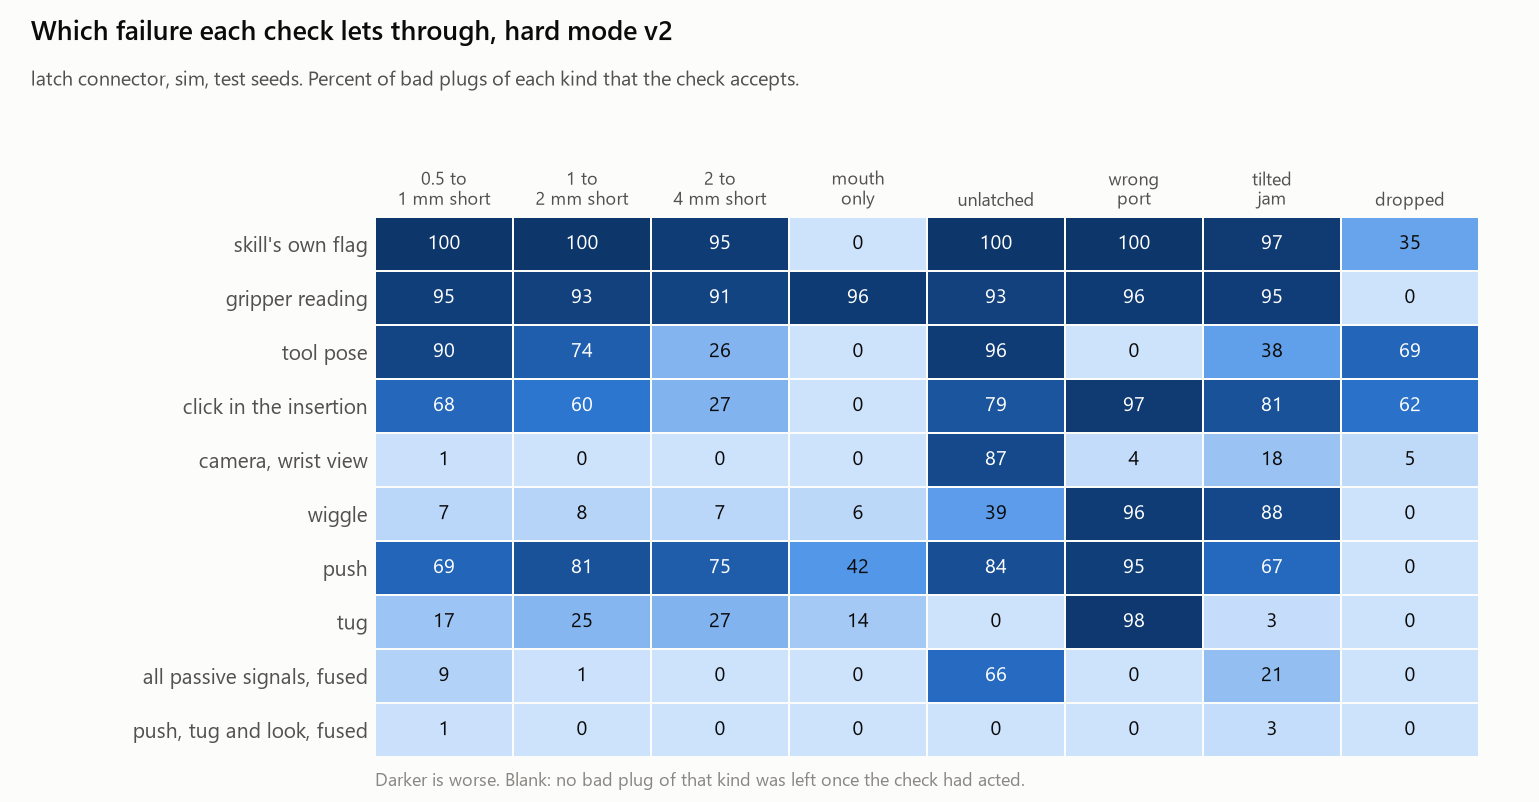 Which failure each check lets through, hard mode v2
latch connector, sim, test seeds. Percent of bad plugs of each kind that the check accepts.
0.5 to
1 mm short
1 to
2 mm short
2 to
4 mm short
mouth
only
unlatched
wrong
port
tilted
jam
dropped
skill's own flag 100 100 95 0 100 100 97 35
gripper reading 95 93 91 96 93 96 95 0
tool pose 90 74 26 0 96 0 38 69
click in the insertion 68 60 27 0 79 97 81 62
camera, wrist view 1 0 0 0 87 4 18 5
wiggle 7 8 7 6 39 96 88 0
push 69 81 75 42 84 95 67 0
tug 17 25 27 14 0 98 3 0
all passive signals, fused 9 1 0 0 66 0 21 0
push, tug and look, fused 1 0 0 0 0 0 3 0
Darker is worse. Blank: no bad plug of that kind was left once the check had acted.